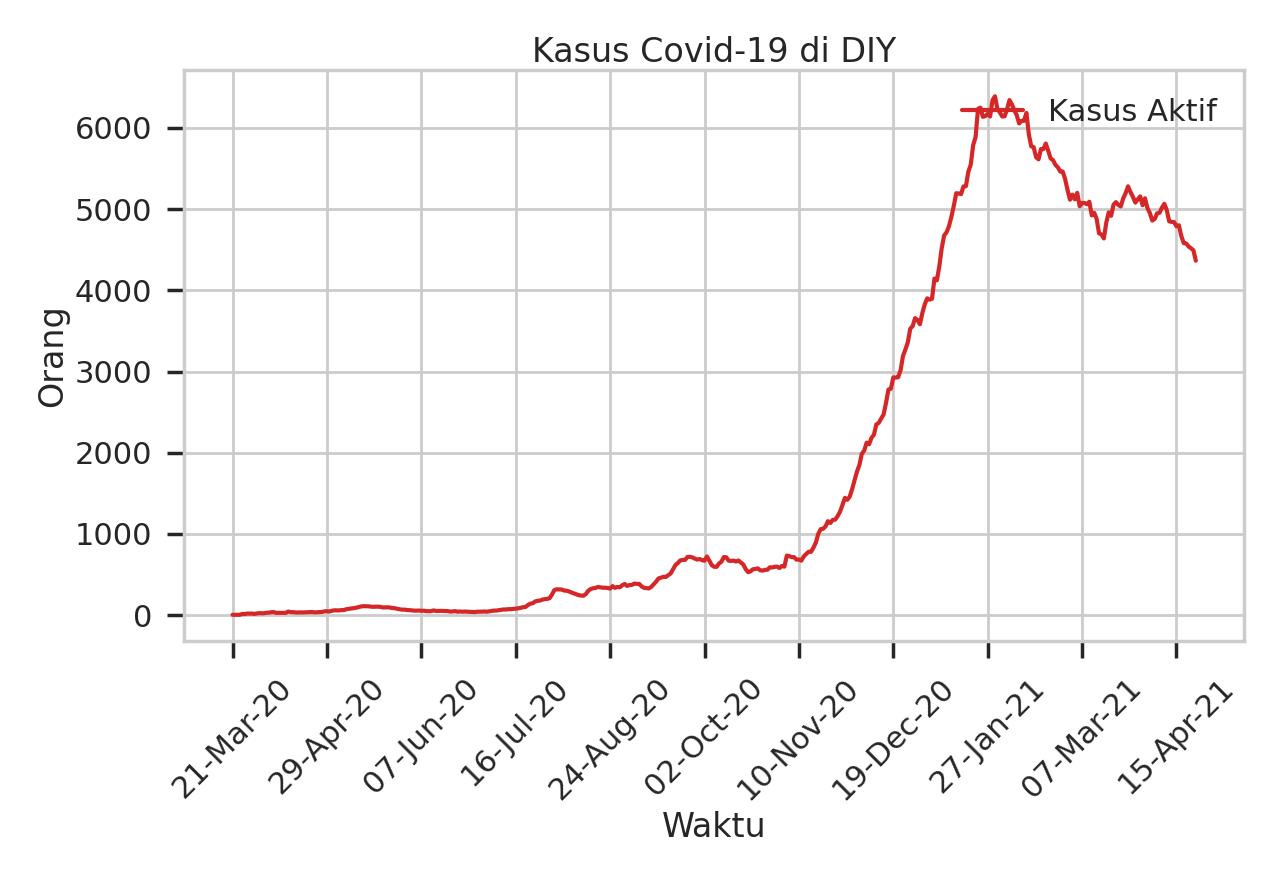 Kasus Covid-19 di DIY
Kasus Aktif
6000
5000
4000
3000
2000
1000
0
Orang
21-Mar-20
29-Apr-20
07-Jun-20
16-Jul-20
24-Aug-20
02-Oct-20
10-Nov-20
19-Dec-20
27-Jan-21
07-Mar-21
15-Apr-21
Waktu